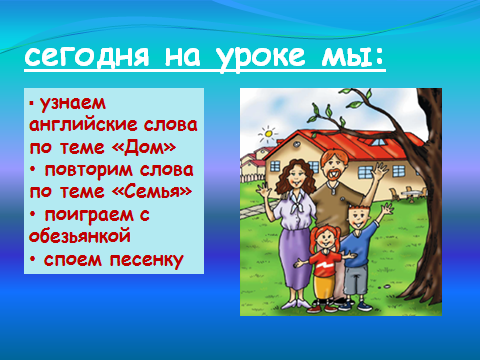 сегодня на уроке мы:
▪ узнаем
английские слова
по теме «Дом»
• повторим слова
по теме «Семья»
• поиграем с
обезьянкой
• споем песенку